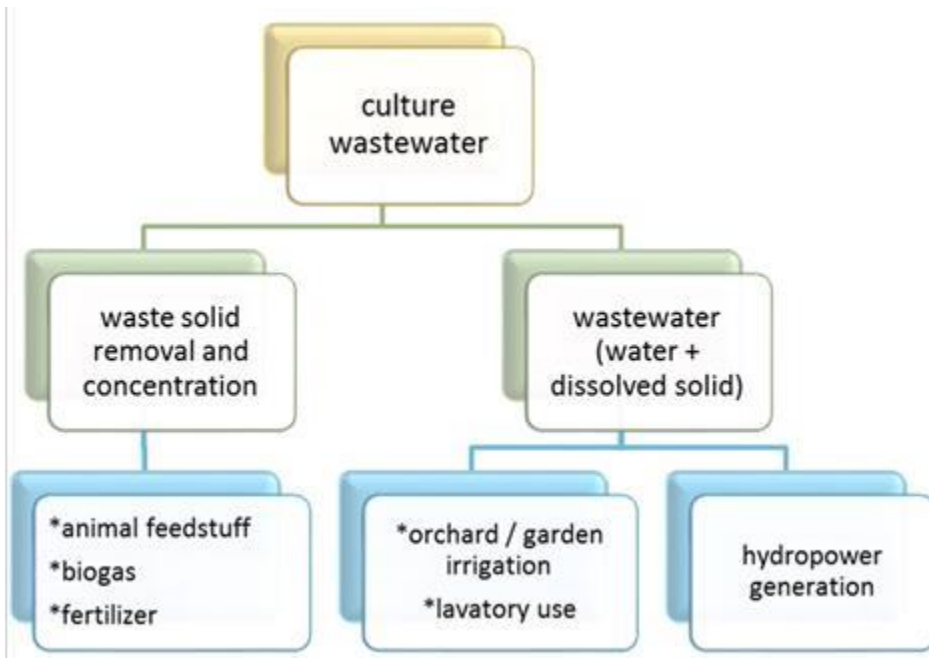 culture
wastewater
waste solid
removal and
concentration
wastewater
(water +
dissolved solid)
*animal feedstuff
*biogas
*fertilizer
*orchard / garden
irrigation
*lavatory use
hydropower
generation